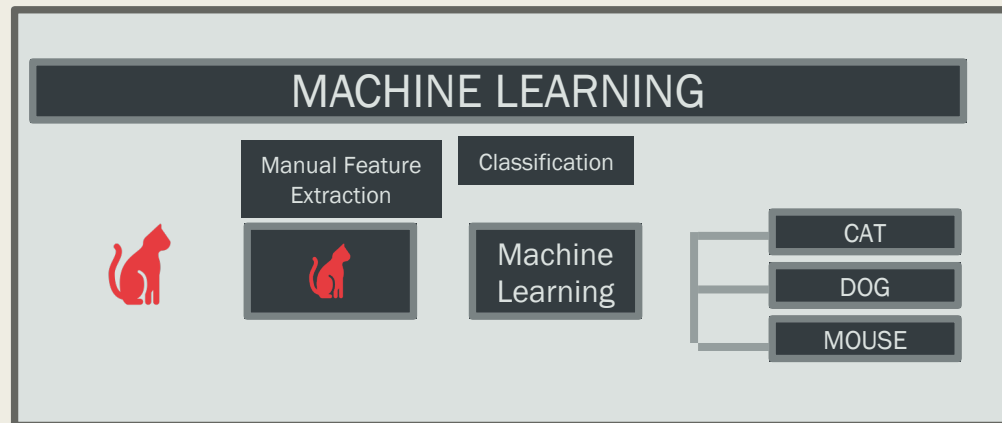 MACHINE LEARNING
Manual Feature
Extraction
Classification
Machine
Learning
CAT
DOG
MOUSE